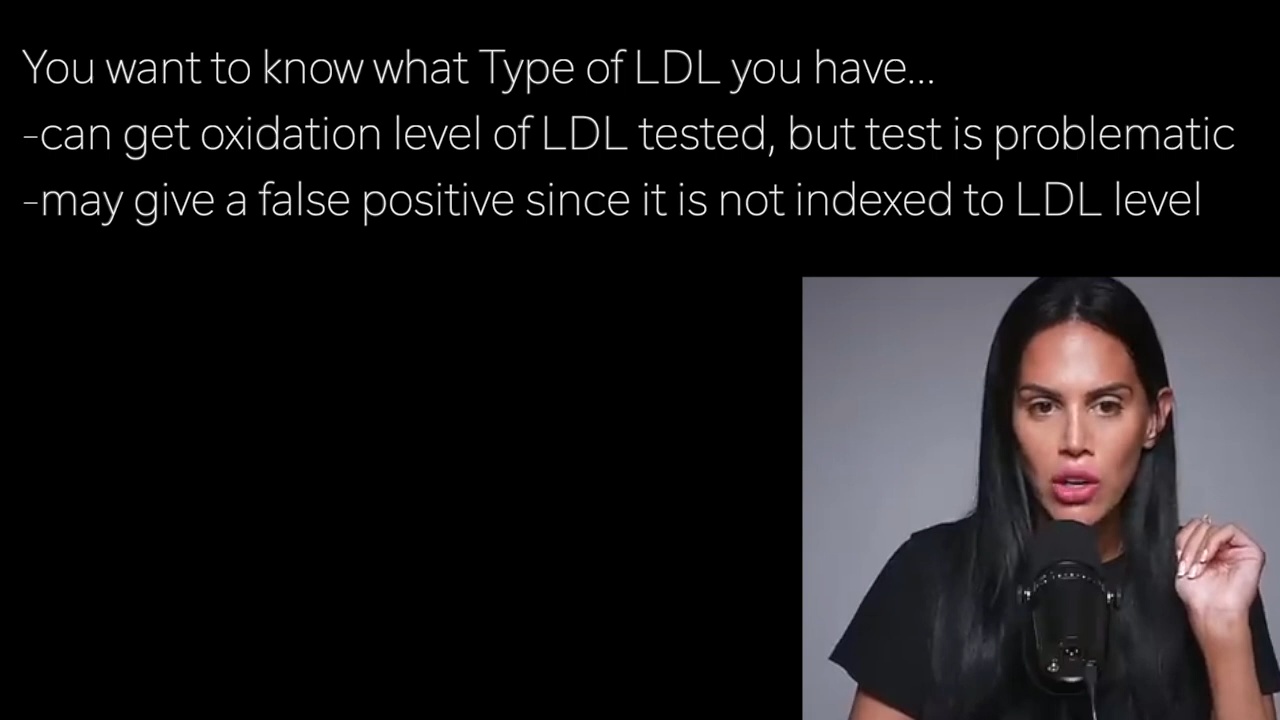 You want to know what Type of LDL you have...
-can get oxidation level of LDL tested, but test is problematic
-may give a false positive since it is not indexed to LDL level